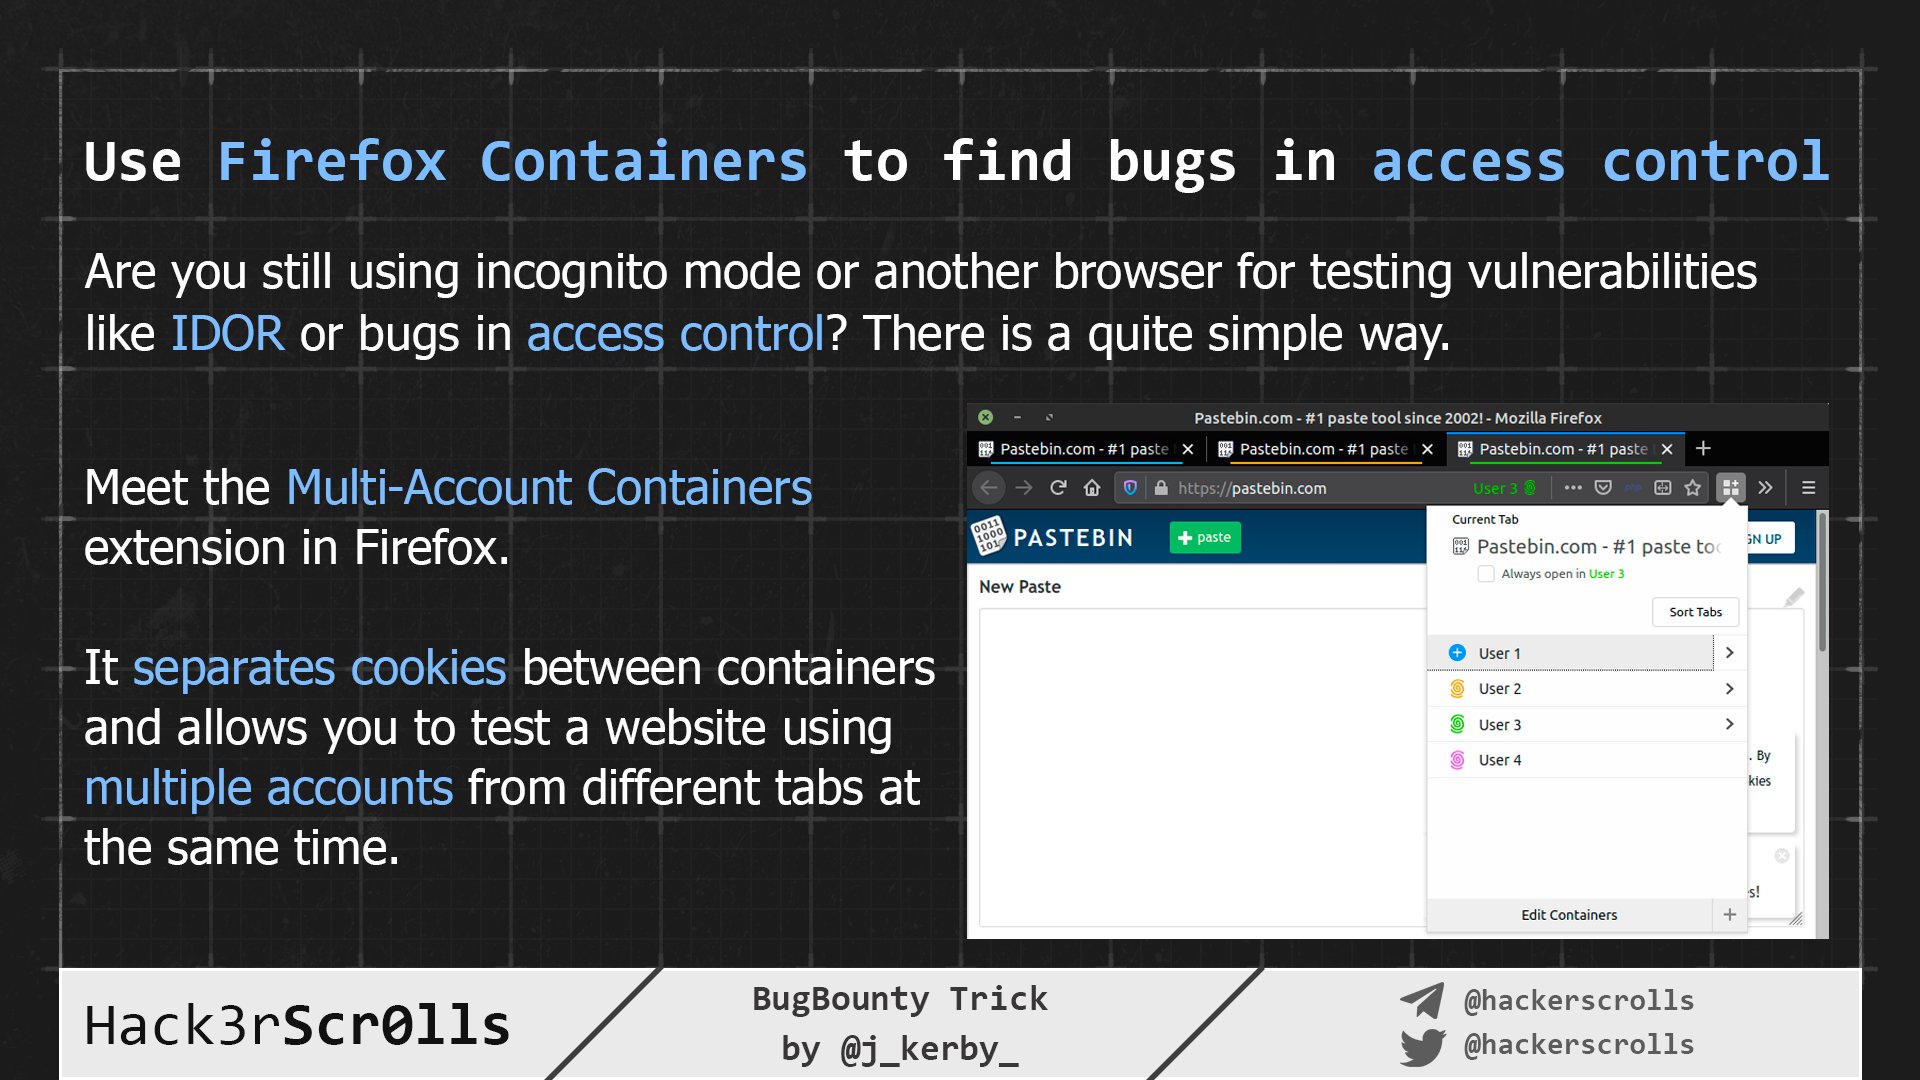 Use Firefox Containers to find bugs in access control
Are you still using incognito mode or another browser for testing vulnerabilities
like IDOR or bugs in access control? There is a quite simple way.
Meet the Multi-Account Containers
extension in Firefox.
It separates cookies between containers
and allows you to test a website using
multiple accounts from different tabs at
the same time.
Pastebin.com - #1 paste tool since 2002! - Mozilla Firefox
Pastebin.com - #1 paste
Pastebin.com - #1 paste
Pastebin.com - #1 paste
https://pastebin.com
User 3
0011
1000
101
PASTEBIN
paste
GN UP
New Paste
Current Tab
Pastebin.com - #1 paste to
Always open in User 3
Sort Tabs
User 1
User 2
User 3
User 4
. By
kies
s!
Edit Containers
Hack3rScr0lls
BugBounty Trick
by @j_kerby_
@hackerscrolls
@hackerscrolls